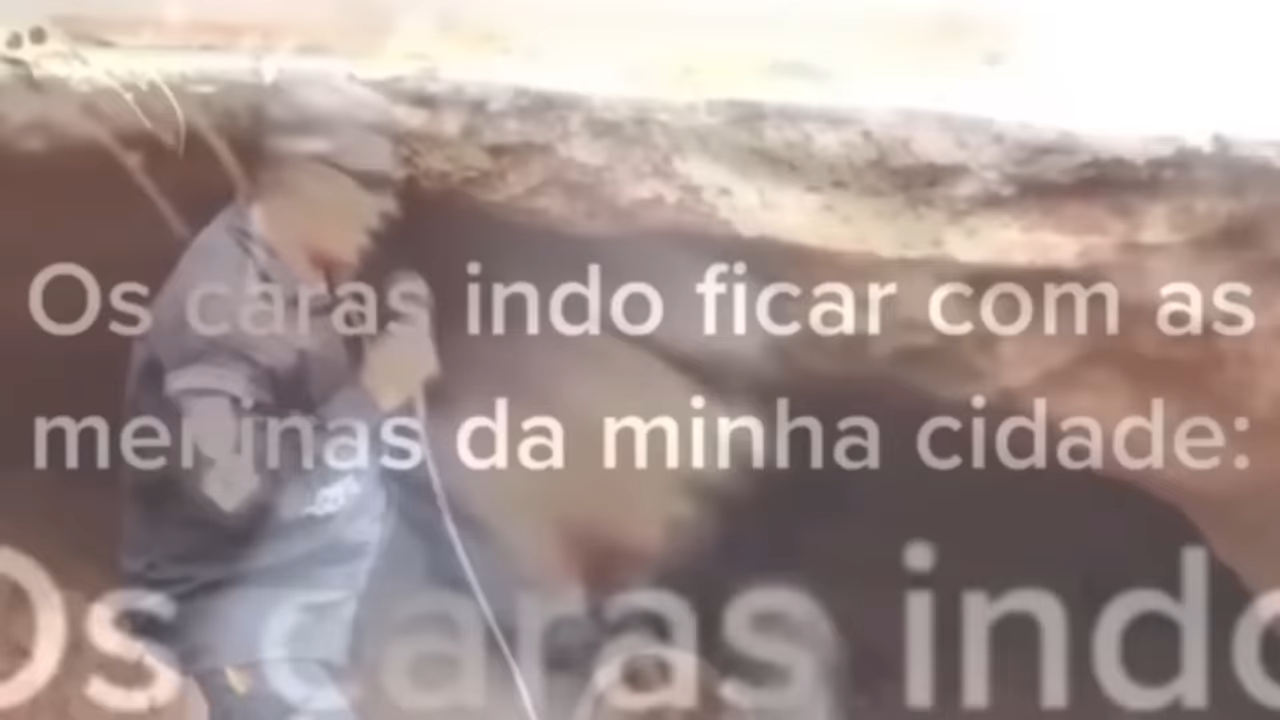 Os caras indo ficar com as
meninas da minha cidade:
Os caras indo